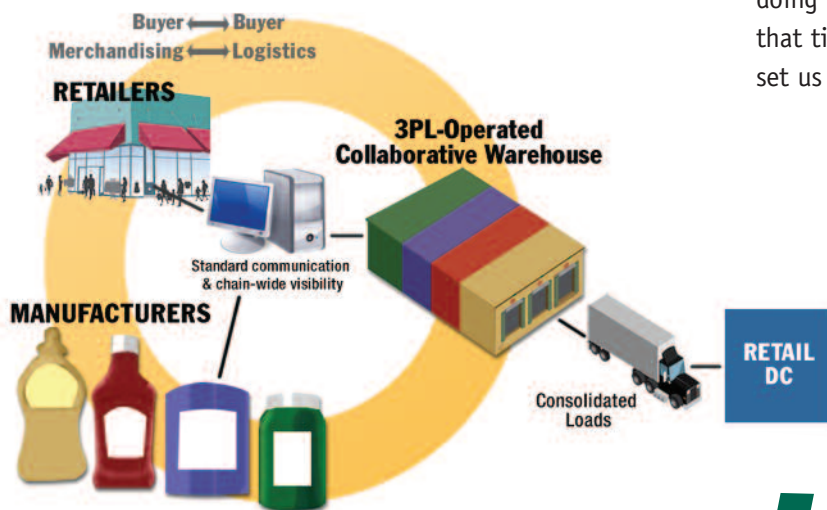 Buyer Buyer
Merchandising Logistics
RETAILERS
3PL-Operated
Collaborative Warehouse
Standard communication
& chain-wide visibility
MANUFACTURERS
Consolidated
Loads
RETAIL
DC
doing
that ti
set us